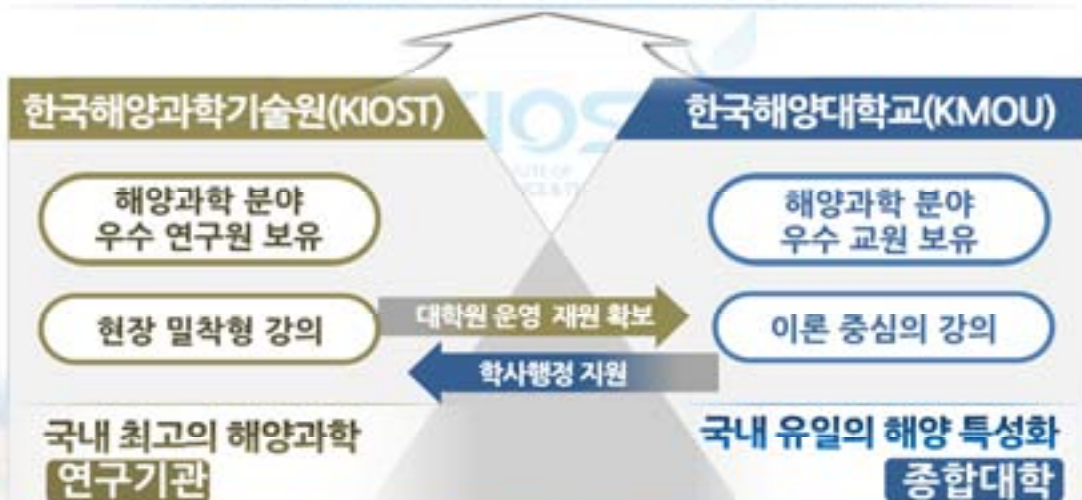 한국해양과학기술원(KIOST)
해양과학 분야
우수 연구원 보유
현장 밀착형 강의
국내 최고의 해양과학
연구기관
대학원 운영 재원 확보
학사행정 지원
한국해양대학교(KMOU)
해양과학 분야
우수 교원 보유
이론 중심의 강의
국내 유일의 해양 특성화
종합대학